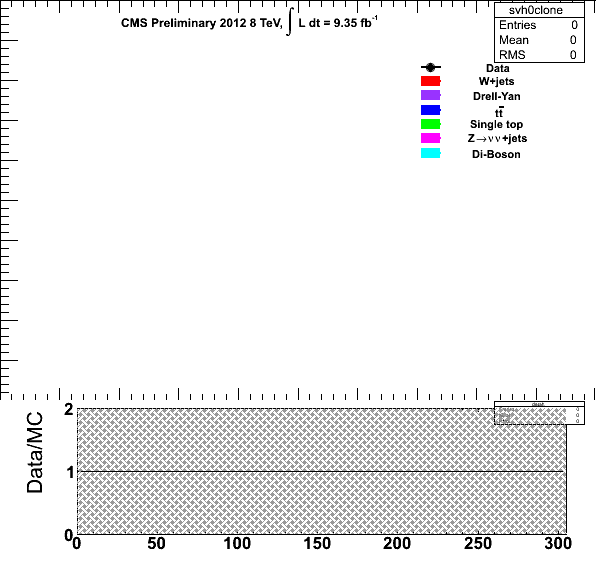 CMS Preliminary 2012 8 TeV, ∫ L dt = 9.35 fb⁻¹
svh0clone
Entries 0
Mean 0
RMS 0
Data
W+jets
Drell-Yan
tt̅
Single top
Z→νν+jets
Di-Boson
Data/MC
2
1
0
0 50 100 150 200 250 300